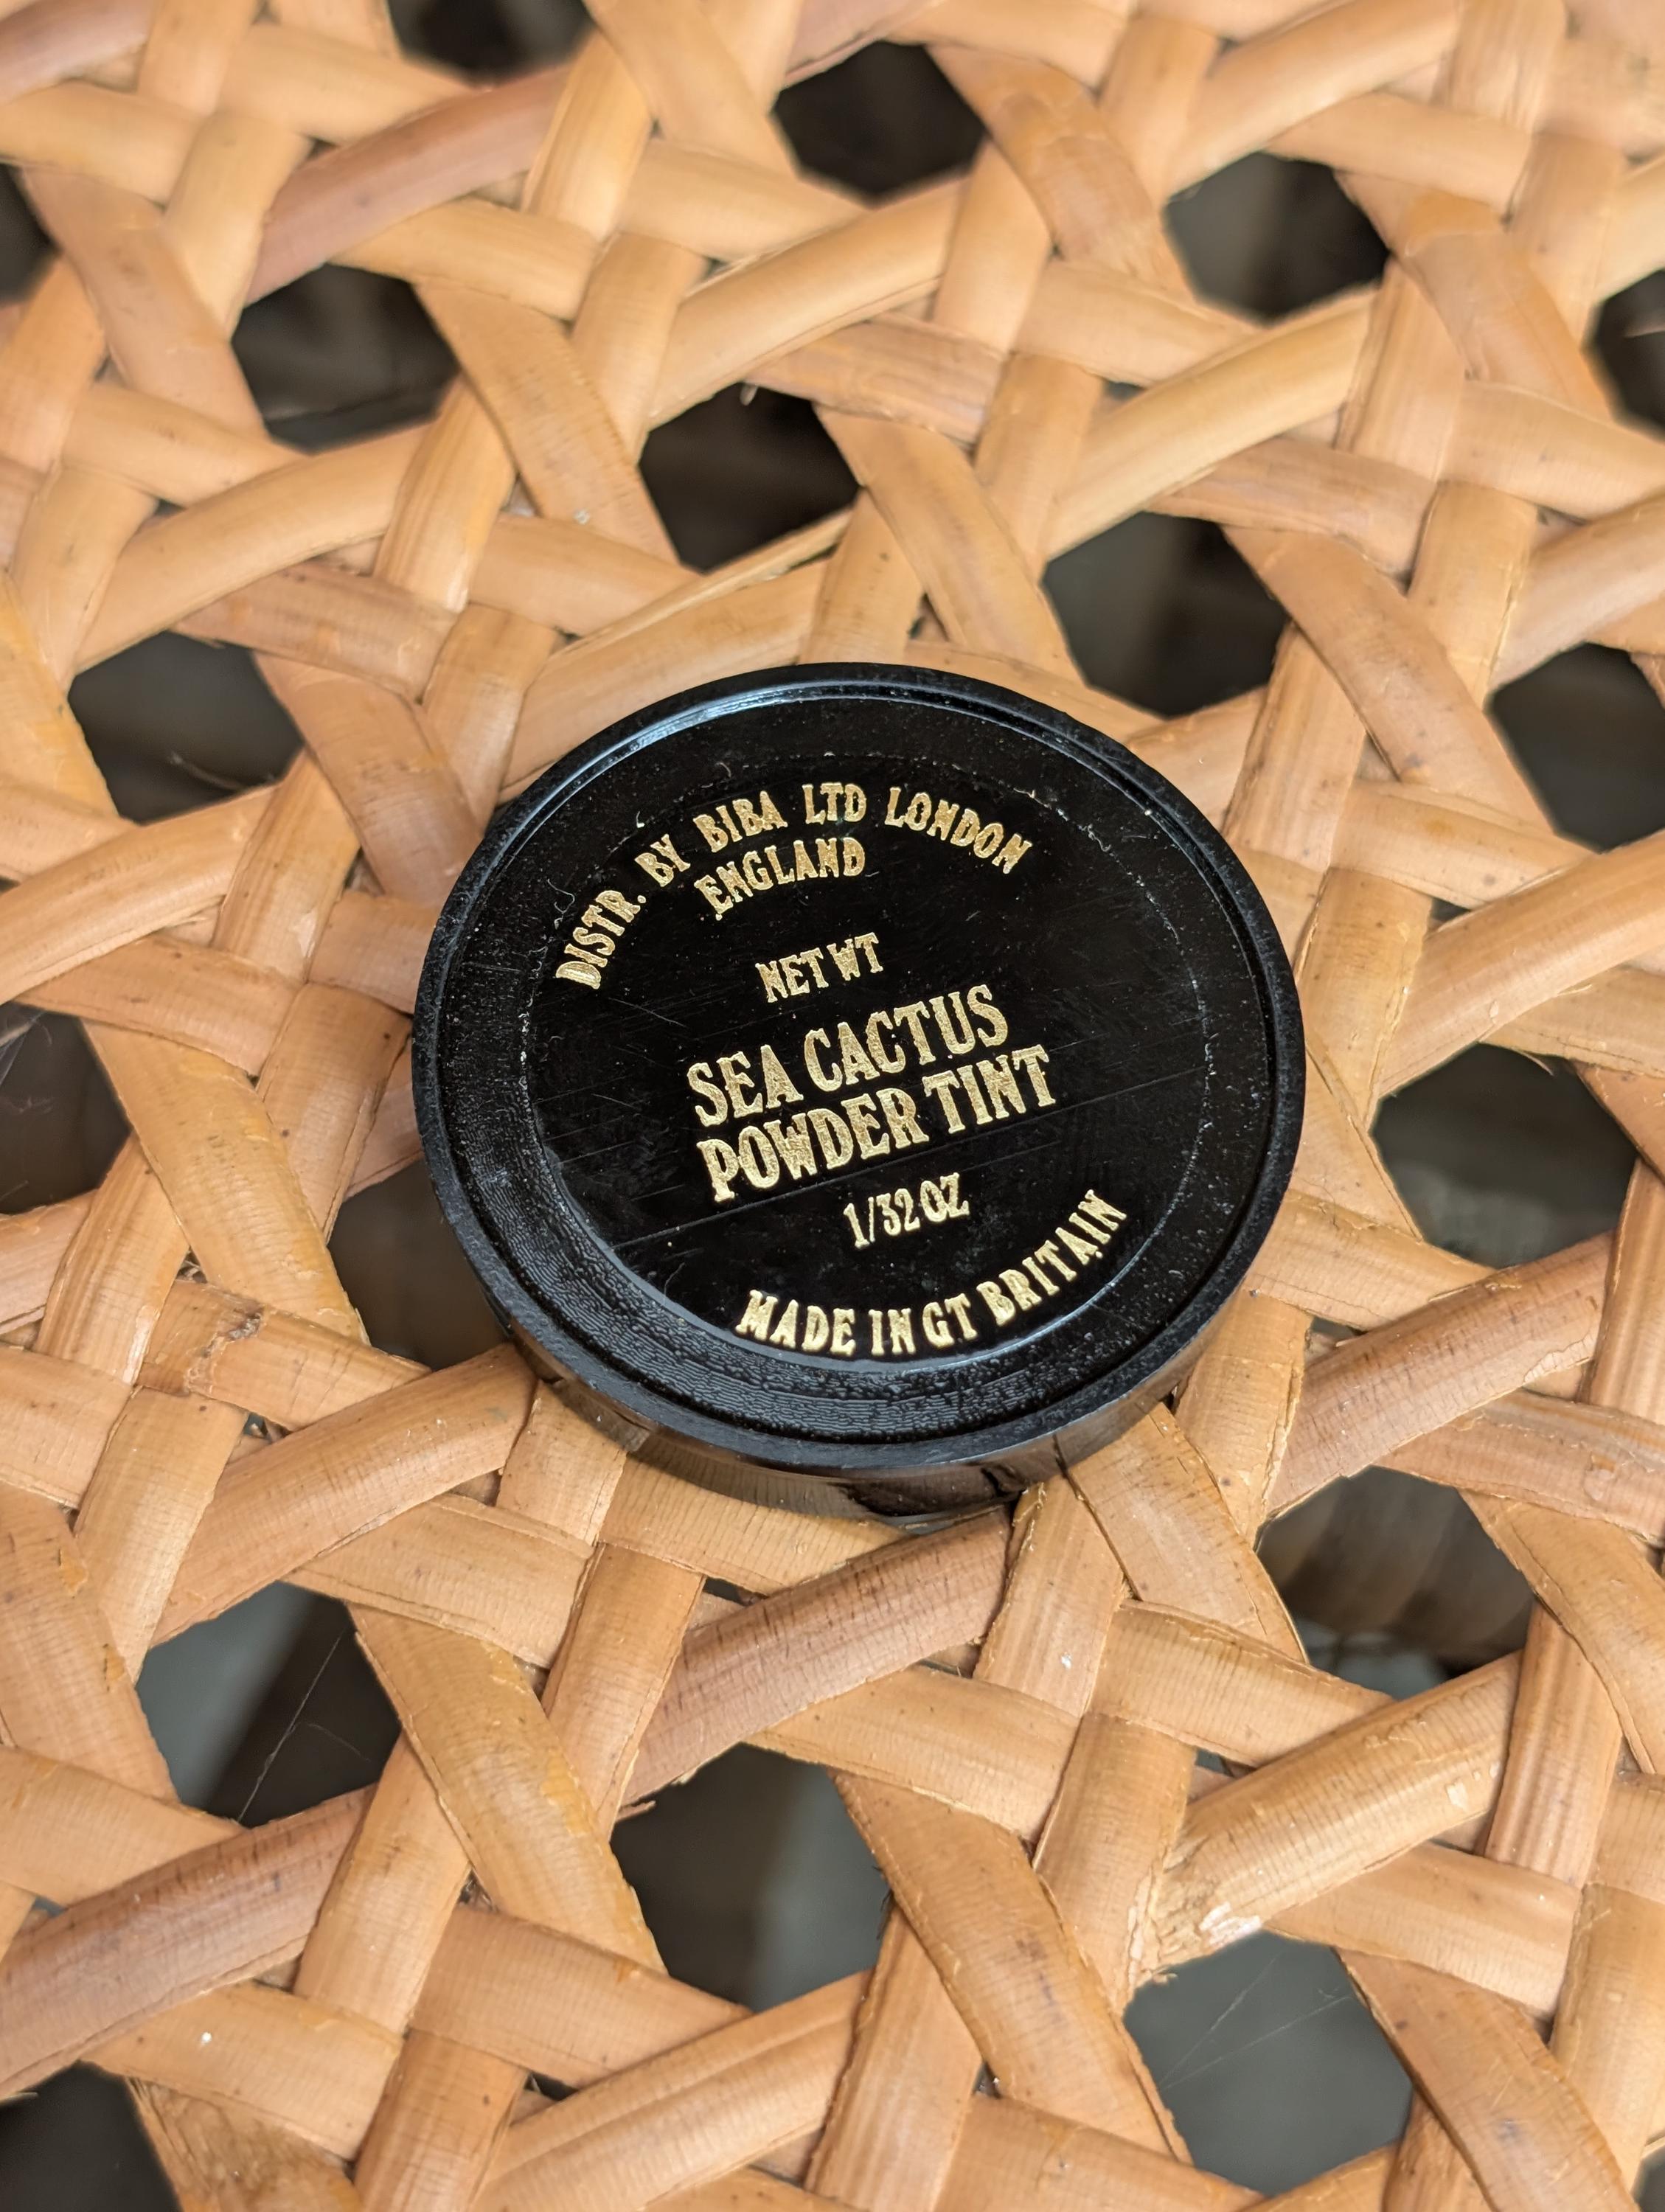 DISTR. BY BIBA LTD LONDON
ENGLAND
NET WT
SEA CACTUS
POWDER TINT
1/32 OZ
MADE IN GT BRITAIN